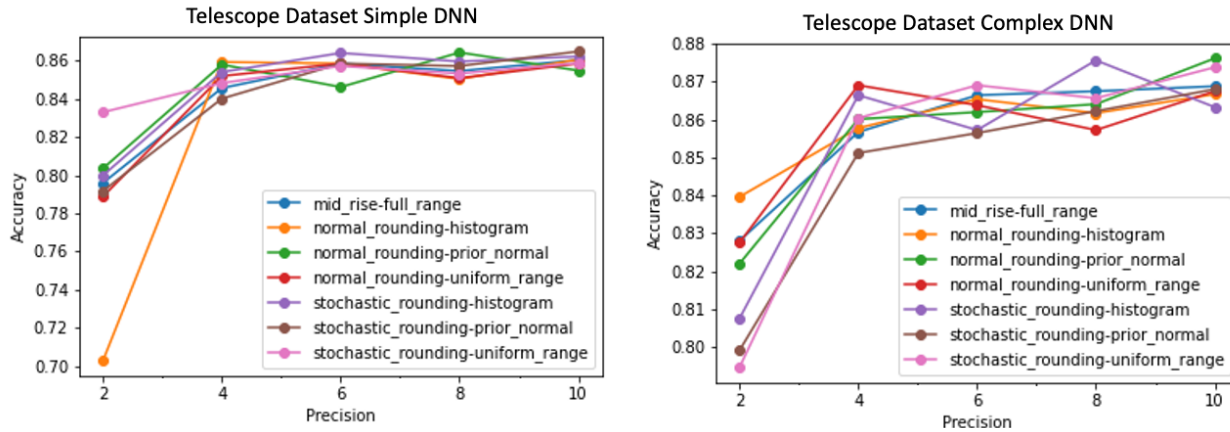 Telescope Dataset Simple DNN
0.86
0.84
0.82
0.80
0.78
0.76
0.74
0.72
0.70
Accuracy
mid_rise-full_range
normal_rounding-histogram
normal_rounding-prior_normal
normal_rounding-uniform_range
stochastic_rounding-histogram
stochastic_rounding-prior_normal
stochastic_rounding-uniform_range
2 4 6 8 10
Precision
Telescope Dataset Complex DNN
0.88
0.87
0.86
0.85
0.84
0.83
0.82
0.81
0.80
Accuracy
mid_rise-full_range
normal_rounding-histogram
normal_rounding-prior_normal
normal_rounding-uniform_range
stochastic_rounding-histogram
stochastic_rounding-prior_normal
stochastic_rounding-uniform_range
2 4 6 8 10
Precision